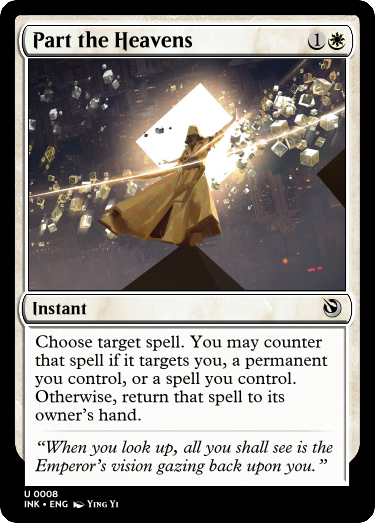 Part the Heavens 1
Instant
Choose target spell. You may counter
that spell if it targets you, a permanent
you control, or a spell you control.
Otherwise, return that spell to its
owner's hand.
“When you look up, all you shall see is the
Emperor's vision gazing back upon you.”
U 0008
INK • ENG Ying Yi